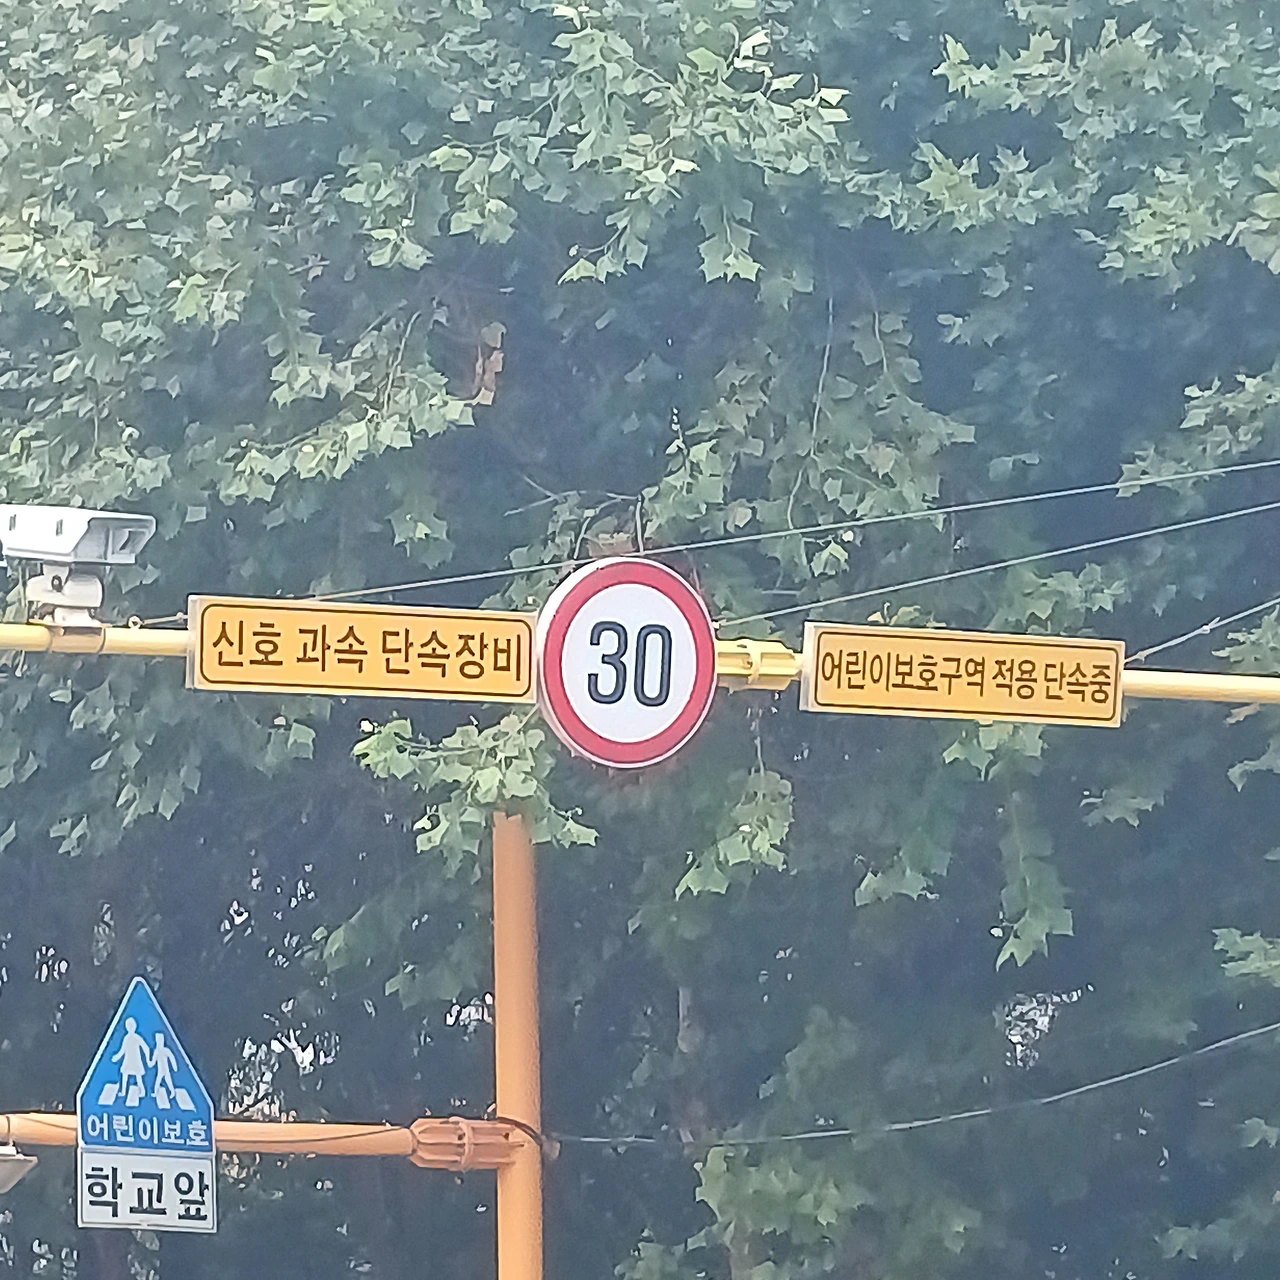 신호 과속 단속장비
30
어린이보호구역 적용 단속중
어린이보호
학교앞